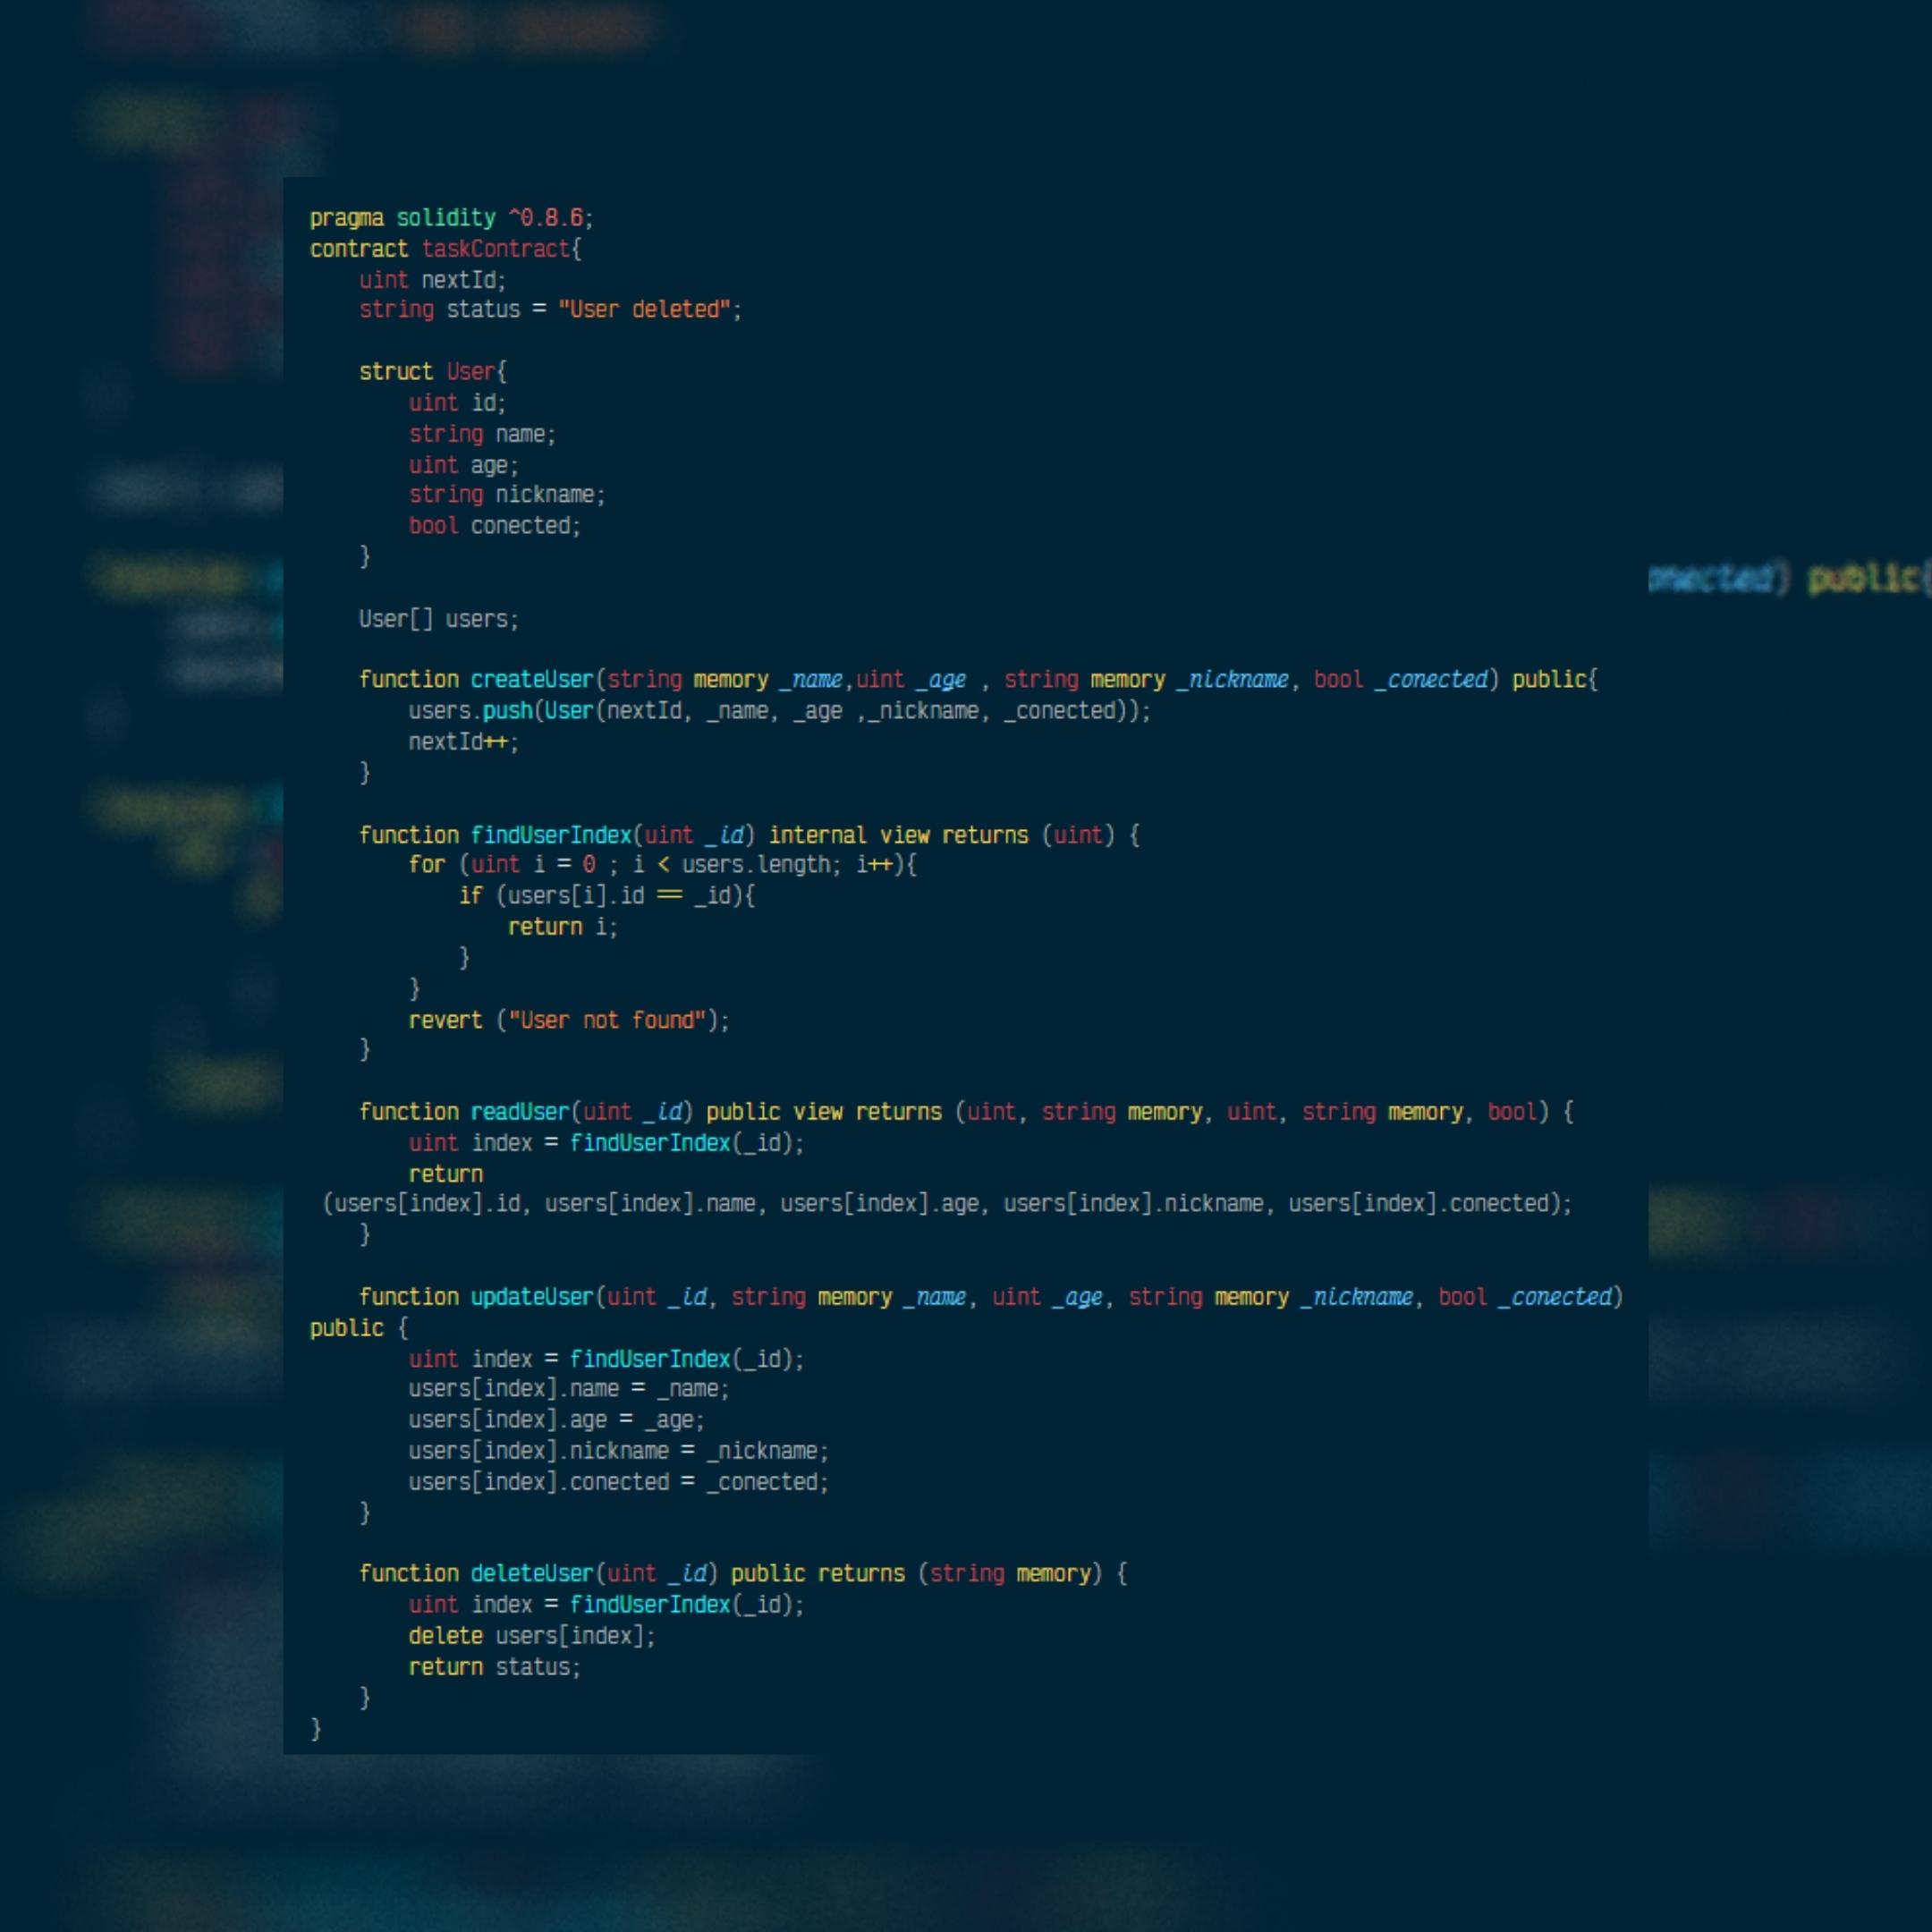 pragma solidity ^0.8.6;
contract taskContract{
    uint nextId;
    string status = "User deleted";

    struct User{
        uint id;
        string name;
        uint age;
        string nickname;
        bool conected;
    }

    User[] users;

    function createUser(string memory _name,uint _age , string memory _nickname, bool _conected) public{
        users.push(User(nextId, _name, _age ,_nickname, _conected));
        nextId++;
    }

    function findUserIndex(uint _id) internal view returns (uint) {
        for (uint i = 0 ; i < users.length; i++){
            if (users[i].id == _id){
                return i;
            }
        }
        revert ("User not found");
    }

    function readUser(uint _id) public view returns (uint, string memory, uint, string memory, bool) {
        uint index = findUserIndex(_id);
        return
 (users[index].id, users[index].name, users[index].age, users[index].nickname, users[index].conected);
    }

    function updateUser(uint _id, string memory _name, uint _age, string memory _nickname, bool _conected)
public {
        uint index = findUserIndex(_id);
        users[index].name = _name;
        users[index].age = _age;
        users[index].nickname = _nickname;
        users[index].conected = _conected;
    }

    function deleteUser(uint _id) public returns (string memory) {
        uint index = findUserIndex(_id);
        delete users[index];
        return status;
    }
}
onected) public{